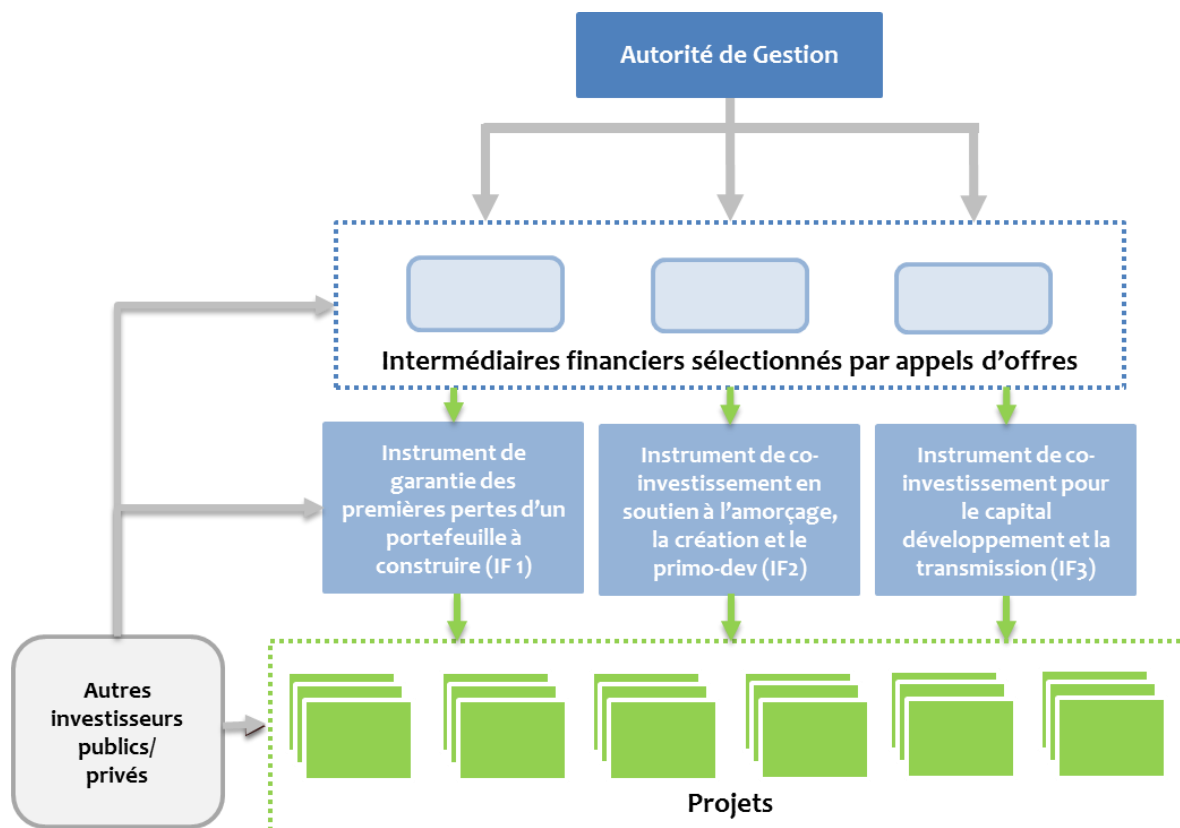 Autorité de Gestion
Intermédiaires financiers sélectionnés par appels d'offres
Instrument de
garantie des
premières pertes d'un
portefeuille à
construire (IF 1)
Instrument de co-
investissement en
soutien à l'amorçage,
la création et le
primo-dev (IF2)
Instrument de co-
investissement pour
le capital
développement et la
transmission (IF3)
Autres
investisseurs
publics/
privés
Projets